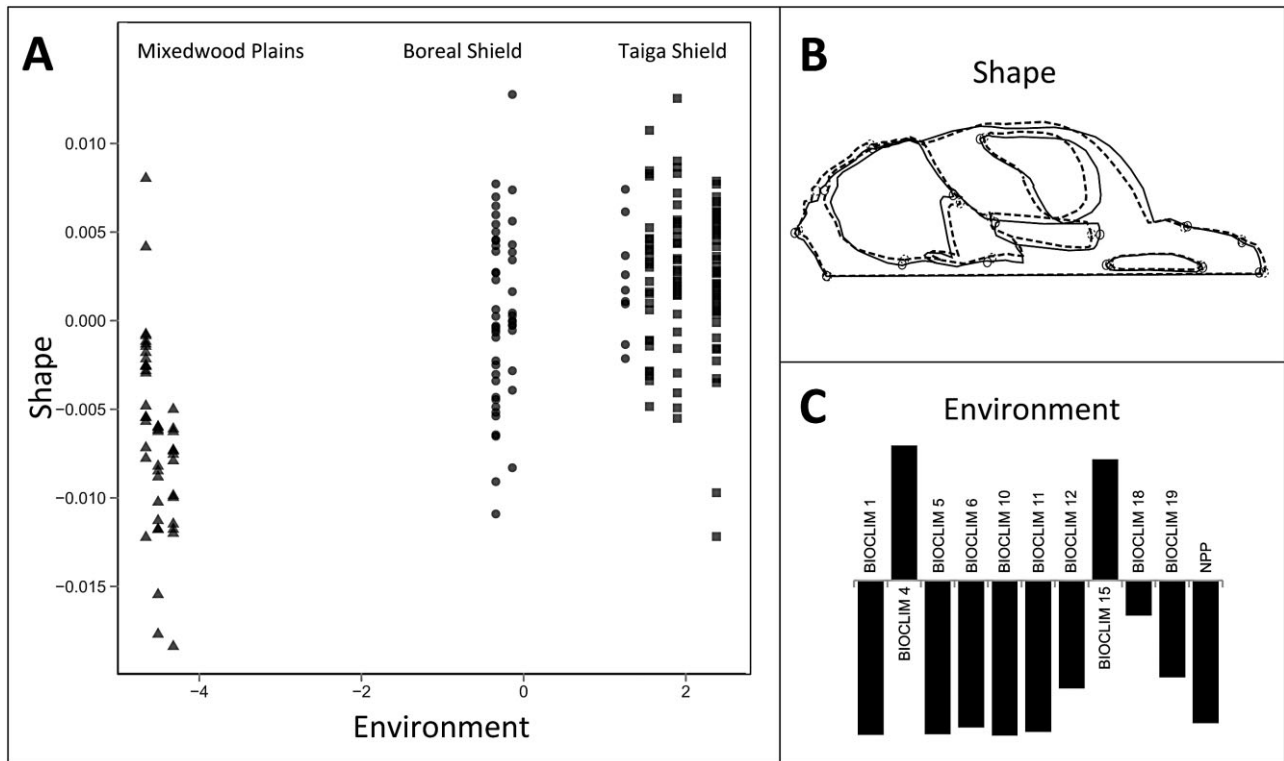 A
Mixedwood Plains Boreal Shield Taiga Shield
0.010
0.005
0.000
−0.005
−0.010
−0.015
Shape
−4 −2 0 2
Environment
B
Shape
C
Environment
BIOCLIM 1
BIOCLIM 4
BIOCLIM 5
BIOCLIM 6
BIOCLIM 10
BIOCLIM 11
BIOCLIM 12
BIOCLIM 15
BIOCLIM 18
BIOCLIM 19
NPP